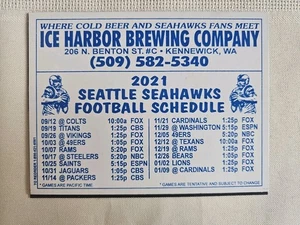 WHERE COLD BEER AND SEAHAWKS FANS MEET
ICE HARBOR BREWING COMPANY
206 N. BENTON ST. #C • KENNEWICK, WA
(509) 582-5340
2021
SEATTLE SEAHAWKS
FOOTBALL SCHEDULE
09/12 @ COLTS 10:00a FOX
09/19 TITANS 1:25p CBS
09/26 @ VIKINGS 1:25p FOX
10/03 @ 49ERS 1:05p FOX
10/07 RAMS 5:20p FOX
10/17 @ STEELERS 5:20p NBC
10/25 SAINTS 5:15p ESPN
10/31 JAGUARS 1:05p CBS
11/14 @ PACKERS 1:25p CBS
* GAMES ARE PACIFIC TIME
11/21 CARDINALS 1:25p FOX
11/29 @ WASHINGTON 5:15p ESPN
12/05 49ERS 5:20p NBC
12/12 @ TEXANS 10:00a FOX
12/19 @ RAMS 1:25p FOX
12/26 BEARS 1:05p FOX
01/02 LIONS 1:25p FOX
01/09 @ CARDINALS 1:25p FOX
* GAMES ARE TENTATIVE AND SUBJECT TO CHANGE